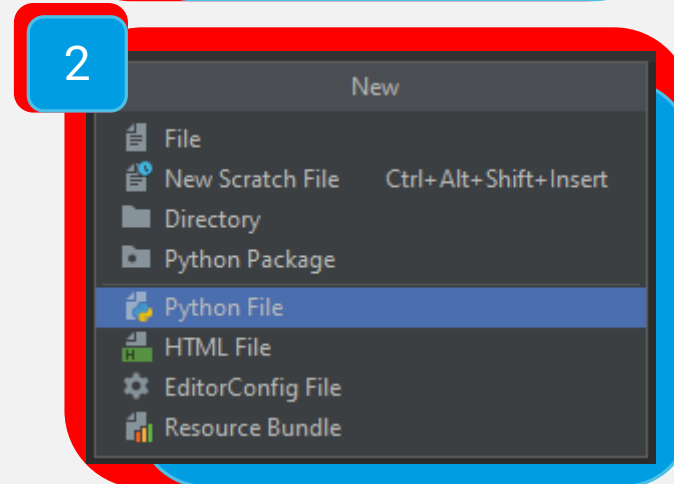 2
New
File
New Scratch File Ctrl+Alt+Shift+Insert
Directory
Python Package
Python File
H HTML File
EditorConfig File
Resource Bundle